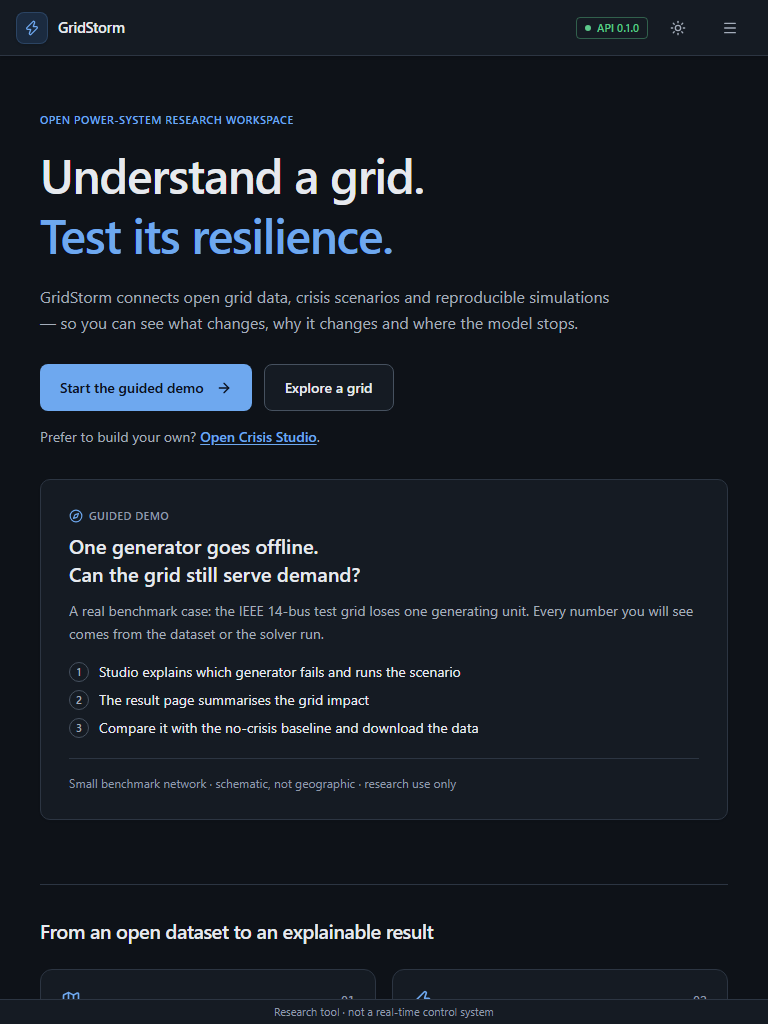 GridStorm
API 0.1.0
OPEN POWER-SYSTEM RESEARCH WORKSPACE
Understand a grid.
Test its resilience.
GridStorm connects open grid data, crisis scenarios and reproducible simulations
— so you can see what changes, why it changes and where the model stops.
Start the guided demo
Explore a grid
Prefer to build your own? Open Crisis Studio.
GUIDED DEMO
One generator goes offline.
Can the grid still serve demand?
A real benchmark case: the IEEE 14-bus test grid loses one generating unit. Every number you will see
comes from the dataset or the solver run.
1 Studio explains which generator fails and runs the scenario
2 The result page summarises the grid impact
3 Compare it with the no-crisis baseline and download the data
Small benchmark network · schematic, not geographic · research use only
From an open dataset to an explainable result
Research tool · not a real-time control system